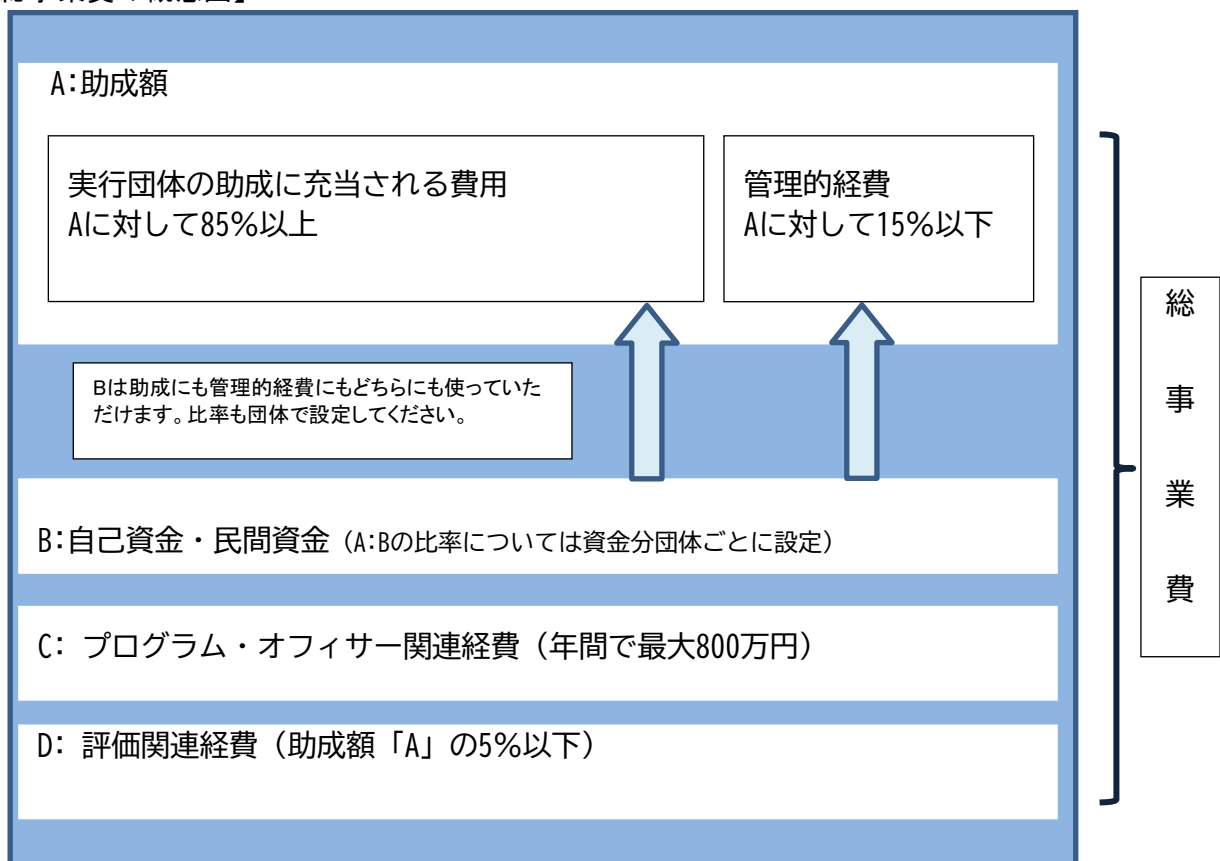 A:助成額
実行団体の助成に充当される費用
Aに対して85%以上
管理的経費
Aに対して15%以下
Bは助成にも管理的経費にもどちらにも使っていた
だけます。比率も団体で設定してください。
B:自己資金・民間資金（A:Bの比率については資金分団体ごとに設定）
C: プログラム・オフィサー関連経費（年間で最大800万円）
D: 評価関連経費（助成額「A」の5%以下）
総事業費